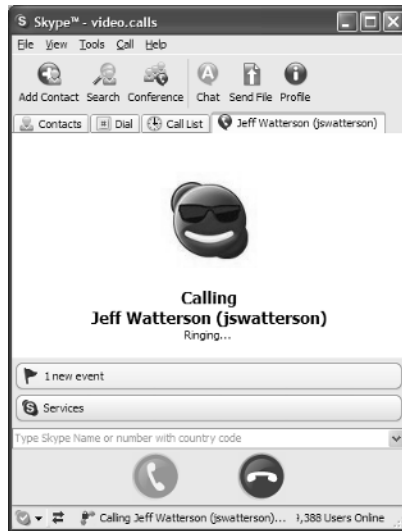 Skype™ - video.calls
File View Tools Call Help
Add Contact Search Conference Chat Send File Profile
Contacts Dial Call List Jeff Watterson (jswatterson)
Calling
Jeff Watterson (jswatterson)
Ringing...
1 new event
Services
Type Skype Name or number with country code
Calling Jeff Watterson (jswatterson)... ,388 Users Online